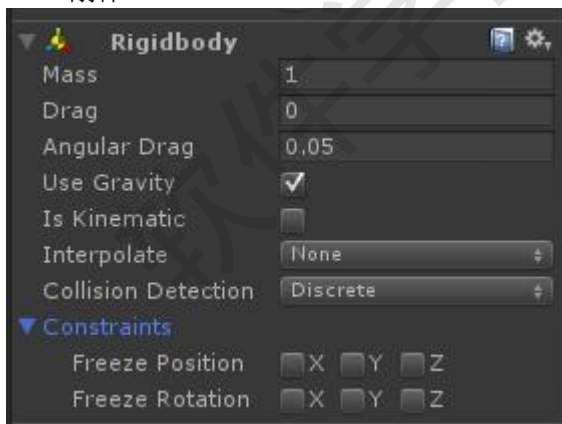 Rigidbody
Mass 1
Drag 0
Angular Drag 0.05
Use Gravity
Is Kinematic
Interpolate None
Collision Detection Discrete
Constraints
Freeze Position X Y Z
Freeze Rotation X Y Z